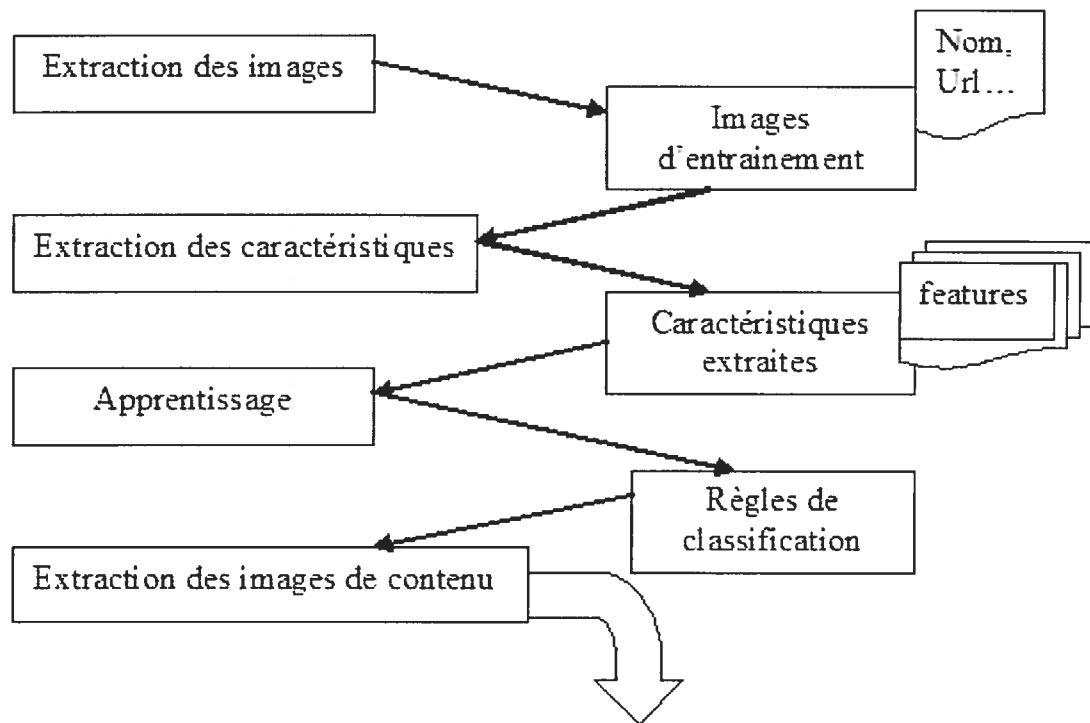 Extraction des images
Nom,
Url...
Images
d'entrainement
Extraction des caractéristiques
features
Caractéristiques
extraites
Apprentissage
Règles de
classification
Extraction des images de contenu